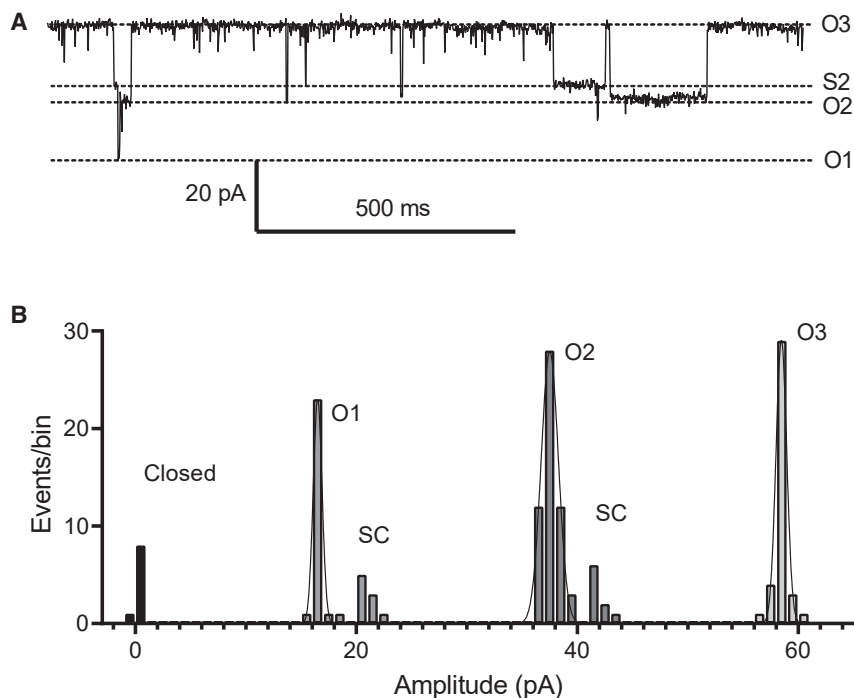 A
O3
S2
O2
O1
20 pA
500 ms
B
30
20
10
0
Events/bin
Closed
O1
SC
O2
SC
O3
0 20 40 60
Amplitude (pA)